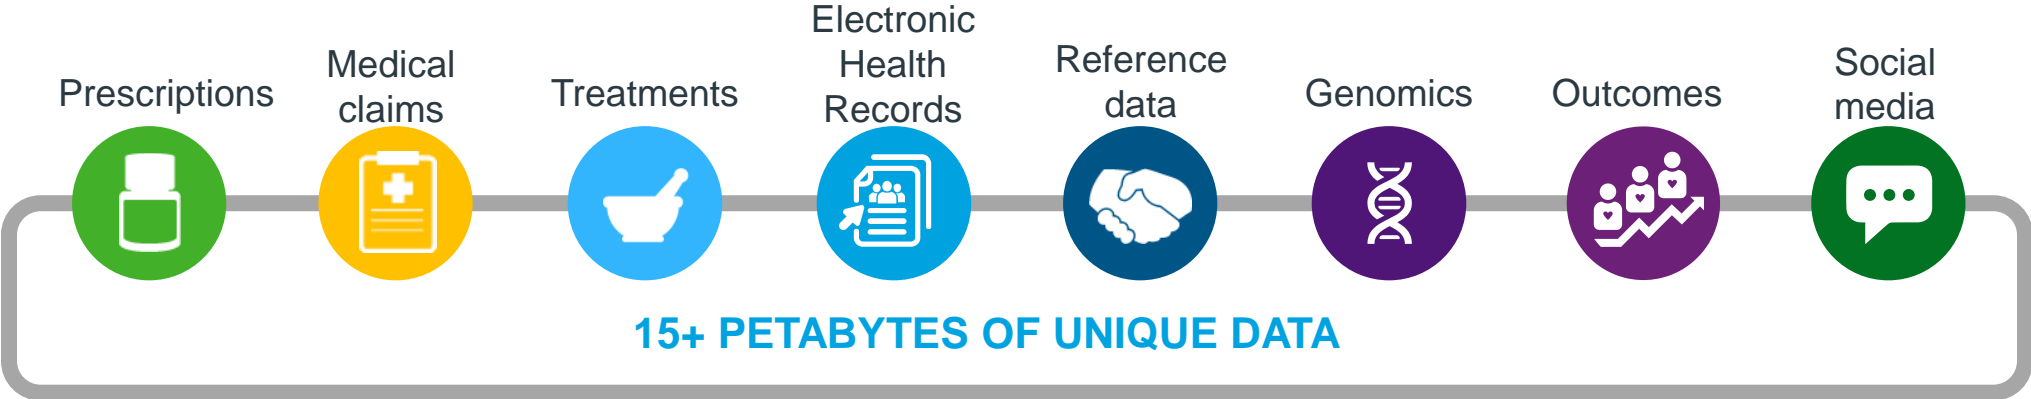 Prescriptions
Medical
claims
Treatments
Electronic
Health
Records
Reference
data
Genomics
Outcomes
Social
media
15+ PETABYTES OF UNIQUE DATA